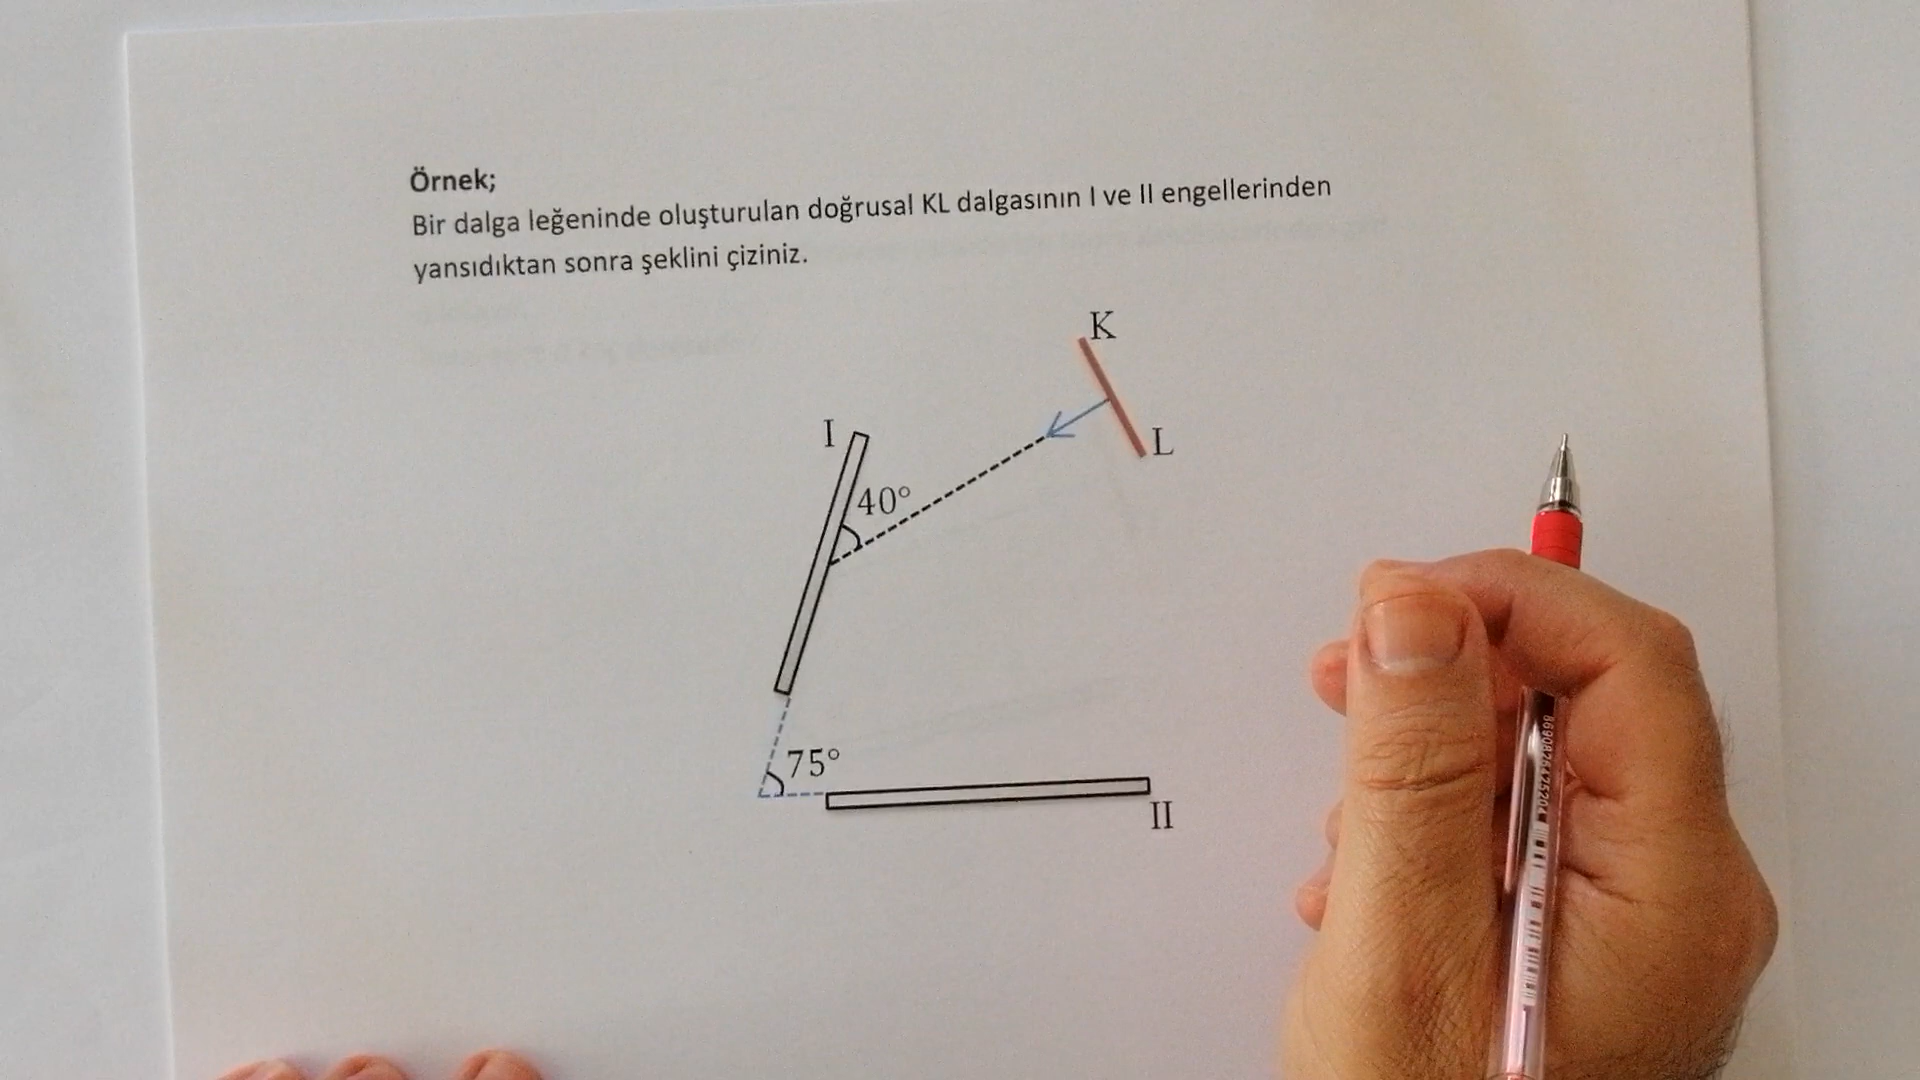 Örnek;
Bir dalga leğeninde oluşturulan doğrusal KL dalgasının I ve II engellerinden
yansıdıktan sonra şeklini çiziniz.
K
I
L
40°
75°
II